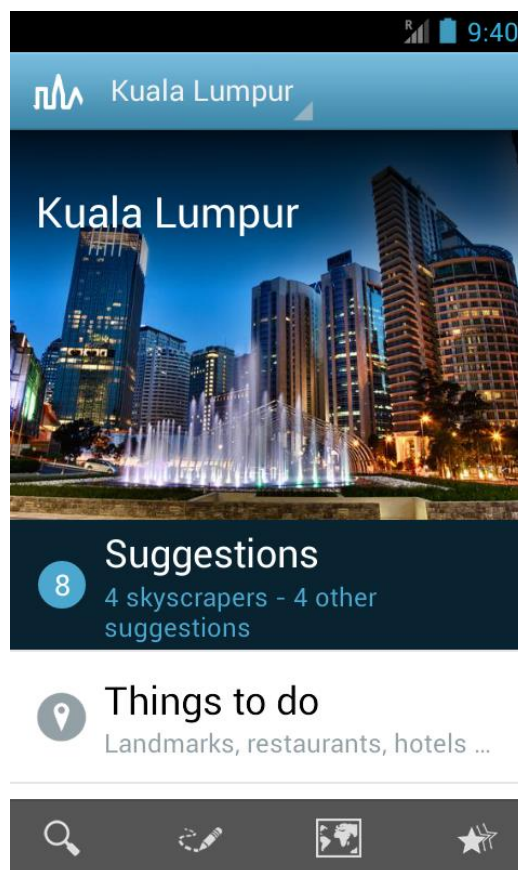 R
9:40
Kuala Lumpur
Kuala Lumpur
Suggestions
8
4 skyscrapers - 4 other
suggestions
Things to do
Landmarks, restaurants, hotels ...